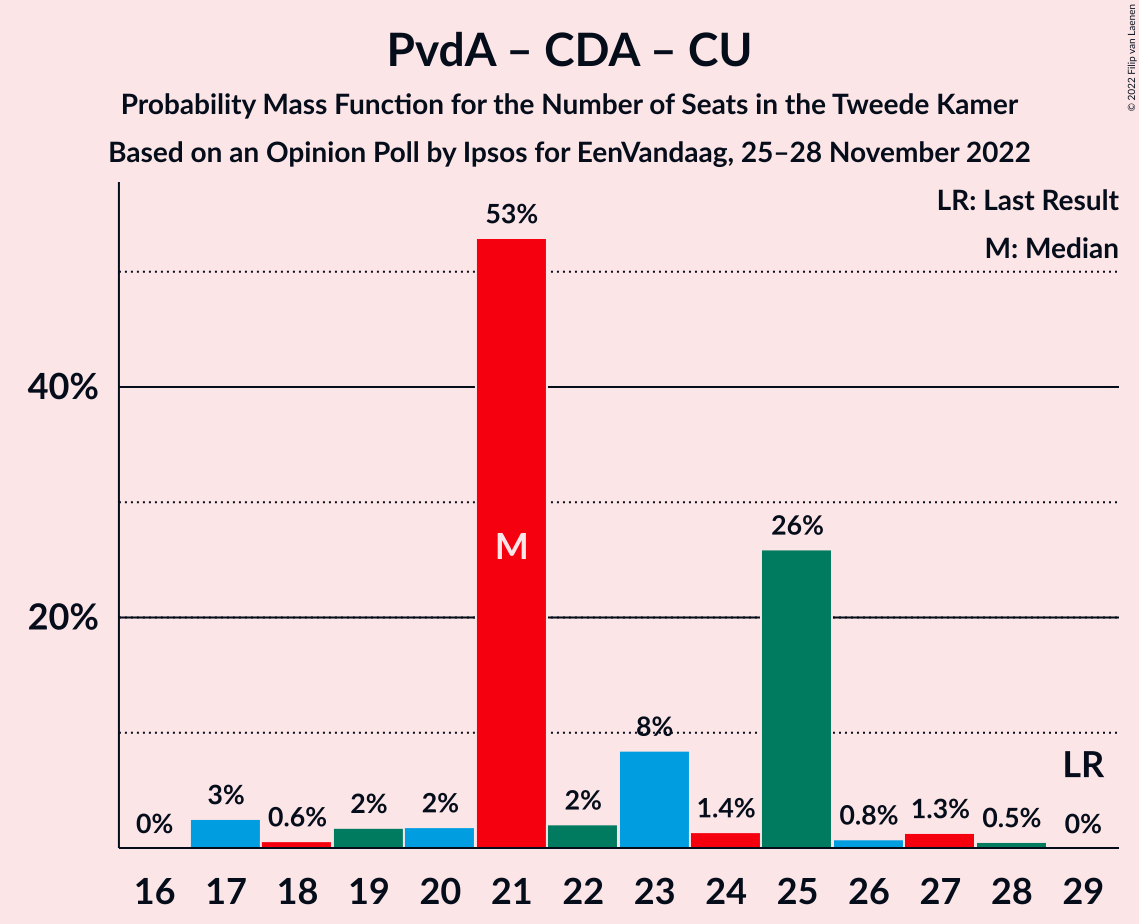 PvdA – CDA – CU
Probability Mass Function for the Number of Seats in the Tweede Kamer
Based on an Opinion Poll by Ipsos for EenVandaag, 25–28 November 2022
© 2022 Filip van Laenen
LR: Last Result
M: Median
53%
40%
M
26%
20%
8%
LR
0%
3%
0.6%
2%
2%
2%
1.4%
0.8%
1.3%
0.5%
0%
16 17 18 19 20 21 22 23 24 25 26 27 28 29